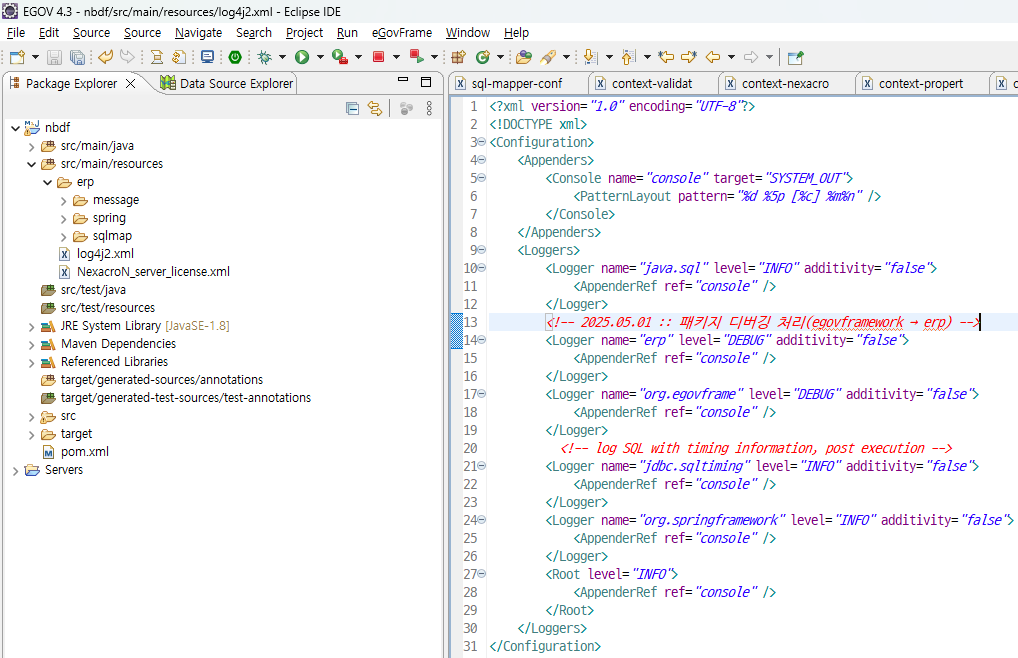 EGOV 4.3 - nbdf/src/main/resources/log4j2.xml - Eclipse IDE
File Edit Source Source Navigate Search Project Run eGovFrame Window Help
Package Explorer
Data Source Explorer
nbdf
src/main/java
src/main/resources
erp
message
spring
sqlmap
log4j2.xml
NexacroN_server_license.xml
src/test/java
src/test/resources
JRE System Library [JavaSE-1.8]
Maven Dependencies
Referenced Libraries
target/generated-sources/annotations
target/generated-test-sources/test-annotations
src
target
pom.xml
Servers
sql-mapper-conf context-validat context-nexacro context-propert c
1 <?xml version="1.0" encoding="UTF-8"?>
2 <!DOCTYPE xml>
3 <Configuration>
4 <Appenders>
5 <Console name="console" target="SYSTEM_OUT">
6 <PatternLayout pattern="%d %5p [%c] %m%n" />
7 </Console>
8 </Appenders>
9 <Loggers>
10 <Logger name="java.sql" level="INFO" additivity="false">
11 <AppenderRef ref="console" />
12 </Logger>
13 <!-- 2025.05.01 :: 패키지 디버깅 처리(egovframework → erp) -->
14 <Logger name="erp" level="DEBUG" additivity="false">
15 <AppenderRef ref="console" />
16 </Logger>
17 <Logger name="org.egovframe" level="DEBUG" additivity="false">
18 <AppenderRef ref="console" />
19 </Logger>
20 <!-- log SQL with timing information, post execution -->
21 <Logger name="jdbc.sqltiming" level="INFO" additivity="false">
22 <AppenderRef ref="console" />
23 </Logger>
24 <Logger name="org.springframework" level="INFO" additivity="false">
25 <AppenderRef ref="console" />
26 </Logger>
27 <Root level="INFO">
28 <AppenderRef ref="console" />
29 </Root>
30 </Loggers>
31 </Configuration>